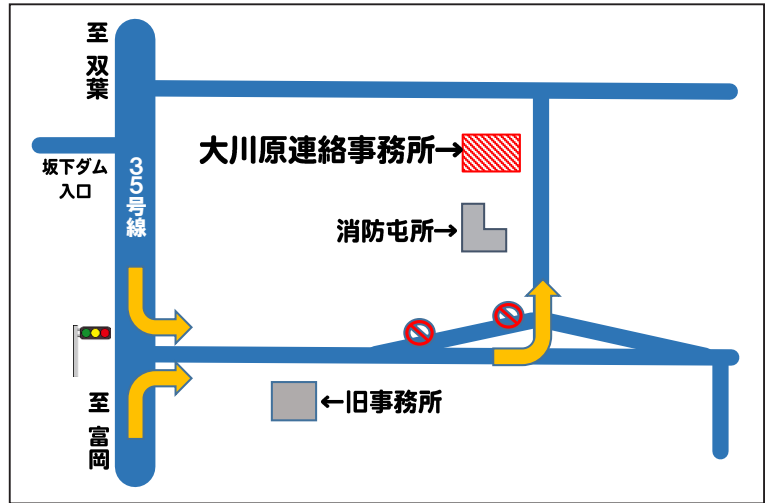 至双葉
大川原連絡事務所→
坂下ダム
入口
35号線
消防屯所→
至富岡
←旧事務所